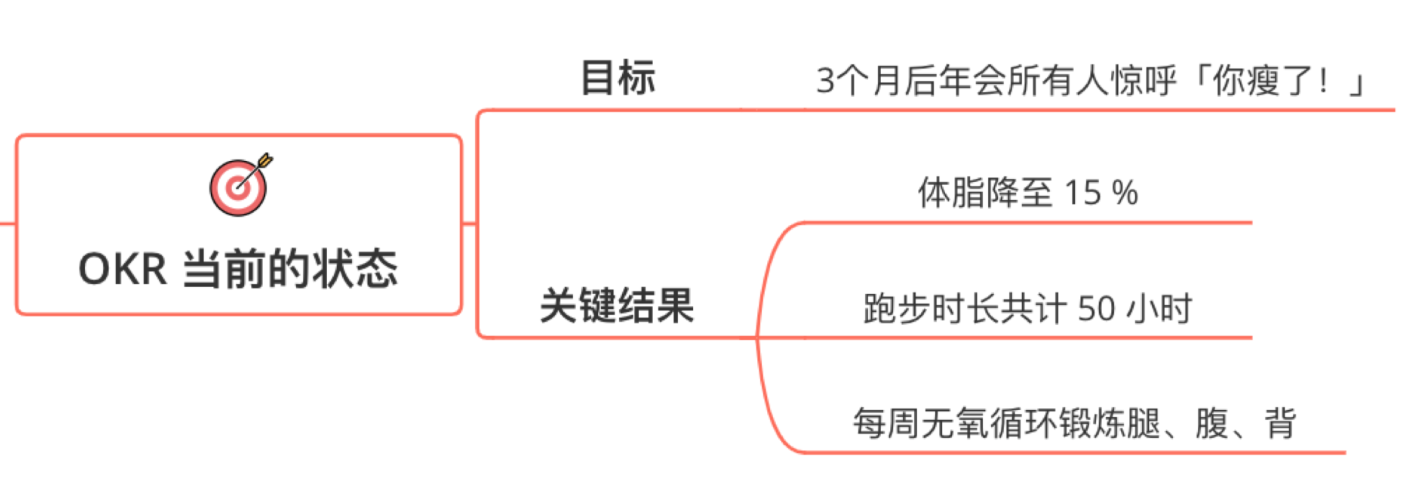 目标
3个月后年会所有人惊呼「你瘦了！」
OKR 当前的状态
体脂降至 15 %
关键结果
跑步时长共计 50 小时
每周无氧循环锻炼腿、腹、背